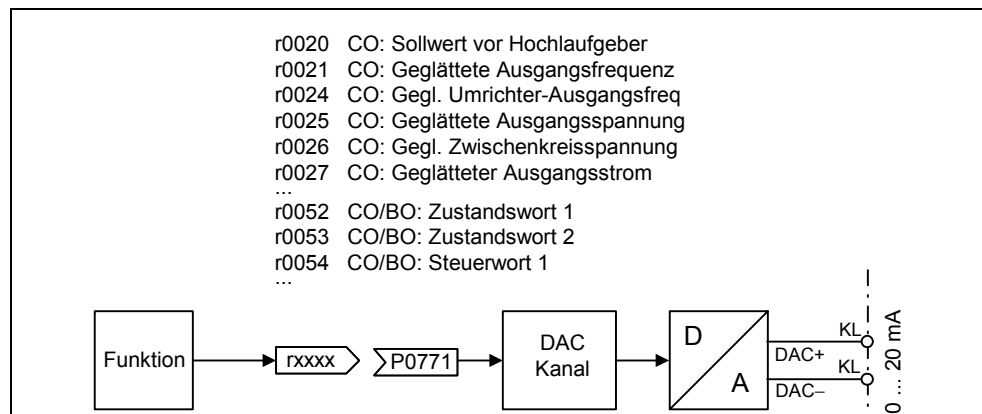 r0020 CO: Sollwert vor Hochlaufgeber
r0021 CO: Geglättete Ausgangsfrequenz
r0024 CO: Gegl. Umrichter-Ausgangsfreq
r0025 CO: Geglättete Ausgangsspannung
r0026 CO: Gegl. Zwischenkreisspannung
r0027 CO: Geglätteter Ausgangsstrom
...
r0052 CO/BO: Zustandswort 1
r0053 CO/BO: Zustandswort 2
r0054 CO/BO: Steuerwort 1
...
Funktion
rxxxx
P0771
DAC
Kanal
D
A
KL
DAC+
KL
DAC–
0 ... 20 mA